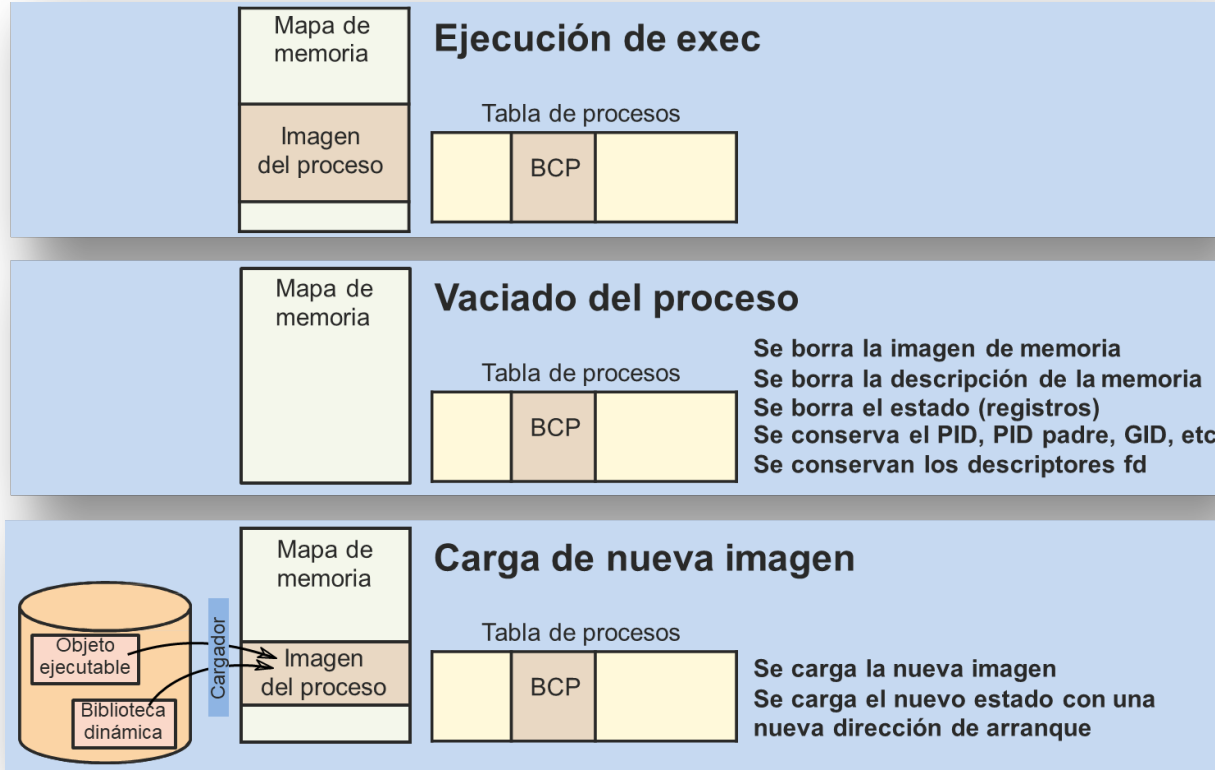 Mapa de
memoria
Ejecución de exec
Imagen
del proceso
Tabla de procesos
BCP
Mapa de
memoria
Vaciado del proceso
Tabla de procesos
BCP
Se borra la imagen de memoria
Se borra la descripción de la memoria
Se borra el estado (registros)
Se conserva el PID, PID padre, GID, etc
Se conservan los descriptores fd
Objeto
ejecutable
Biblioteca
dinámica
Cargador
Mapa de
memoria
Imagen
del proceso
Carga de nueva imagen
Tabla de procesos
BCP
Se carga la nueva imagen
Se carga el nuevo estado con una
nueva dirección de arranque